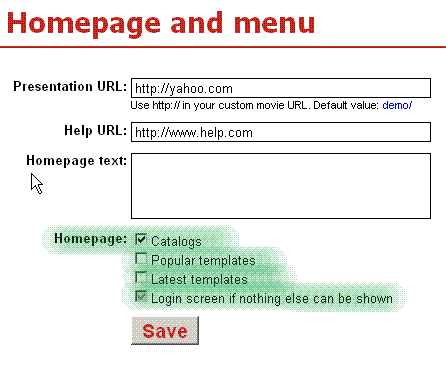 Homepage and menu
Presentation URL: http://yahoo.com
Use http:// in your custom movie URL. Default value: demo/
Help URL: http://www.help.com
Homepage text:
Homepage: Catalogs
Popular templates
Latest templates
Login screen if nothing else can be shown
Save